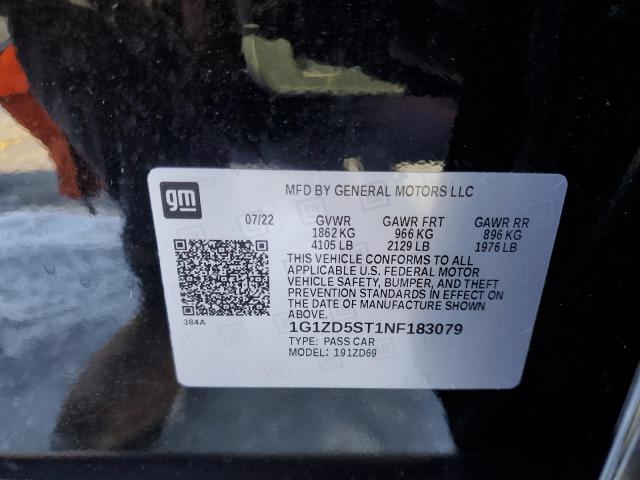 gm
MFD BY GENERAL MOTORS LLC
07/22 GVWR GAWR FRT GAWR RR
1862 KG 966 KG 896 KG
4105 LB 2129 LB 1976 LB
THIS VEHICLE CONFORMS TO ALL
APPLICABLE U.S. FEDERAL MOTOR
VEHICLE SAFETY, BUMPER, AND THEFT
PREVENTION STANDARDS IN EFFECT ON
THE DATE OF MANUFACTURE SHOWN
ABOVE.
384A
1G1ZD5ST1NF183079
TYPE: PASS CAR
MODEL: 191ZD69